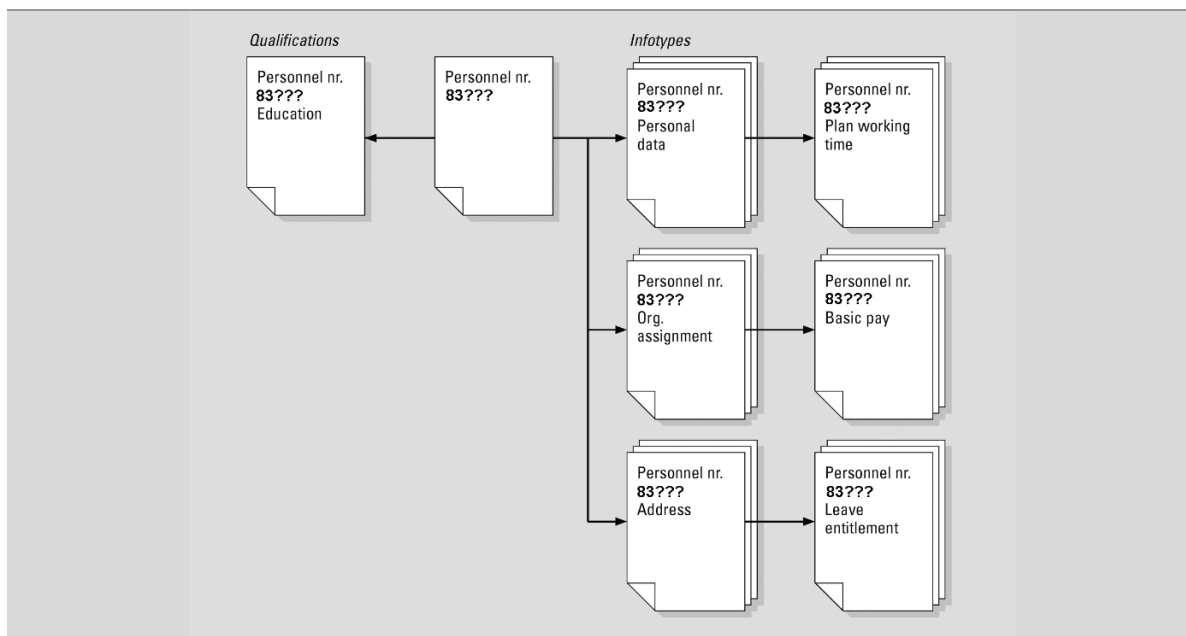 Qualifications
Infotypes
Personnel nr.
83???
Education
Personnel nr.
83???
Personnel nr.
83???
Personal
data
Personnel nr.
83???
Plan working
time
Personnel nr.
83???
Org.
assignment
Personnel nr.
83???
Basic pay
Personnel nr.
83???
Address
Personnel nr.
83???
Leave
entitlement